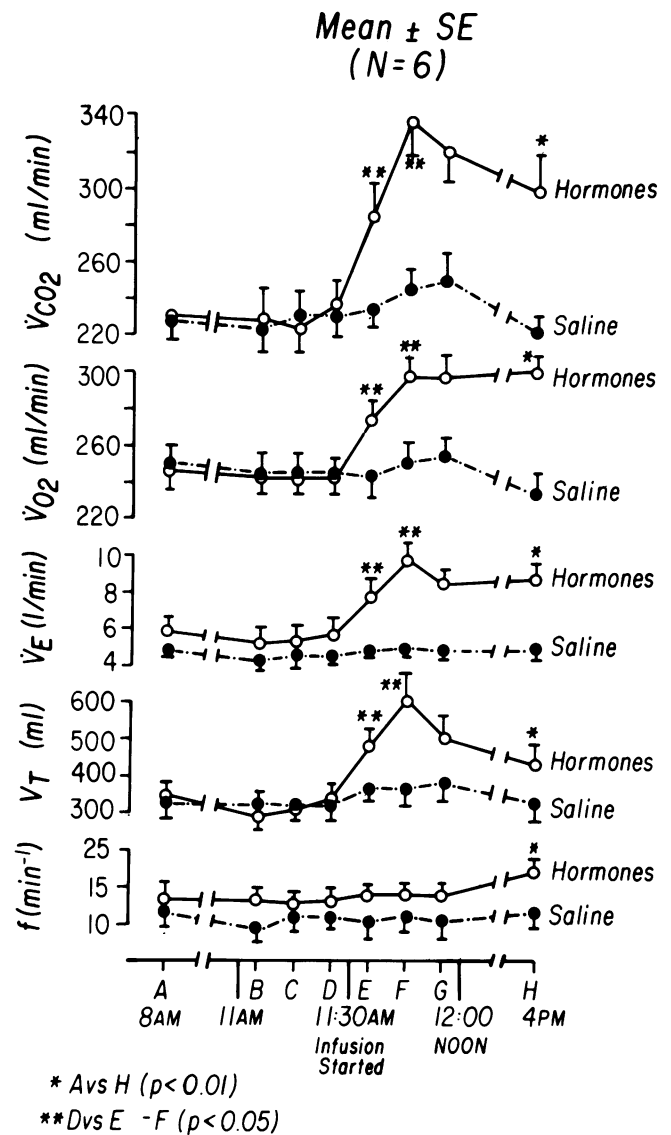 Mean ± SE
(N=6)
V̇CO2 (ml/min)
340
300
260
220
** ** *
Hormones
Saline
V̇O2 (ml/min)
300
260
220
** ** *
Hormones
Saline
V̇E (l/min)
10
8
6
4
** ** *
Hormones
Saline
VT (ml)
600
500
400
300
** ** *
Hormones
Saline
f (min⁻¹)
25
15
10
*
Hormones
Saline
A B C D E F G H
8AM 11AM 11:30AM 12:00 4PM
Infusion NOON
Started
* A vs H (p<0.01)
** D vs E - F (p<0.05)